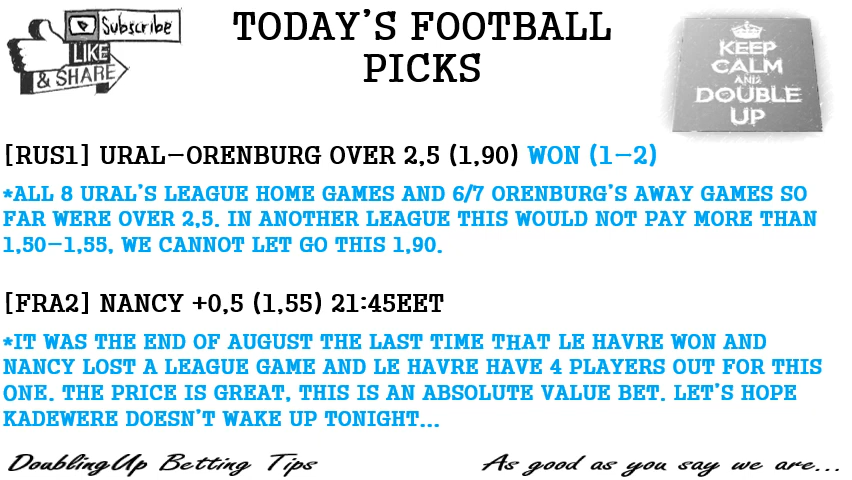 Subscribe
LIKE
& SHARE
TODAY'S FOOTBALL
PICKS
KEEP
CALM
AND
DOUBLE
UP
[RUS1] URAL-ORENBURG OVER 2,5 (1,90) WON (1-2)
*ALL 8 URAL'S LEAGUE HOME GAMES AND 6/7 ORENBURG'S AWAY GAMES SO
FAR WERE OVER 2,5. IN ANOTHER LEAGUE THIS WOULD NOT PAY MORE THAN
1,50-1,55, WE CANNOT LET GO THIS 1,90.
[FRA2] NANCY +0,5 (1,55) 21:45EET
*IT WAS THE END OF AUGUST THE LAST TIME THAT LE HAVRE WON AND
NANCY LOST A LEAGUE GAME AND LE HAVRE HAVE 4 PLAYERS OUT FOR THIS
ONE. THE PRICE IS GREAT, THIS IS AN ABSOLUTE VALUE BET. LET'S HOPE
KADEWERE DOESN'T WAKE UP TONIGHT...
DoublingUp Betting Tips
As good as you say we are...